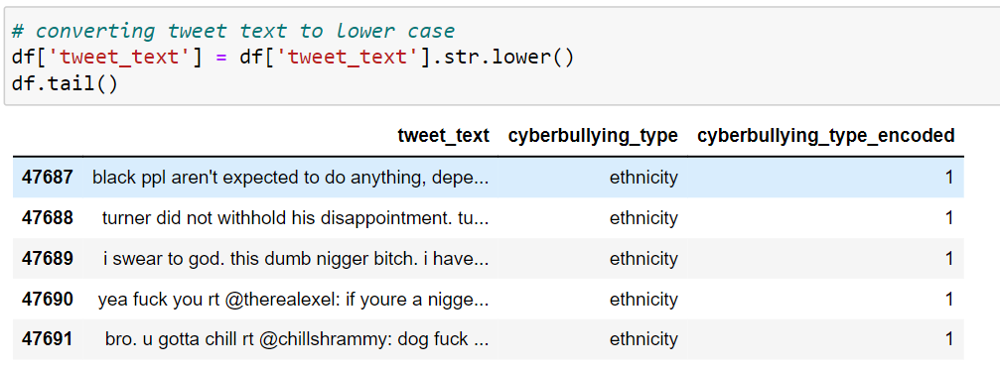 # converting tweet text to lower case
df['tweet_text'] = df['tweet_text'].str.lower()
df.tail()
tweet_text cyberbullying_type cyberbullying_type_encoded
47687 black ppl aren't expected to do anything, depe... ethnicity 1
47688 turner did not withhold his disappointment. tu... ethnicity 1
47689 i swear to god. this dumb nigger bitch. i have... ethnicity 1
47690 yea fuck you rt @therealexel: if youre a nigge... ethnicity 1
47691 bro. u gotta chill rt @chillshrammy: dog fuck ... ethnicity 1